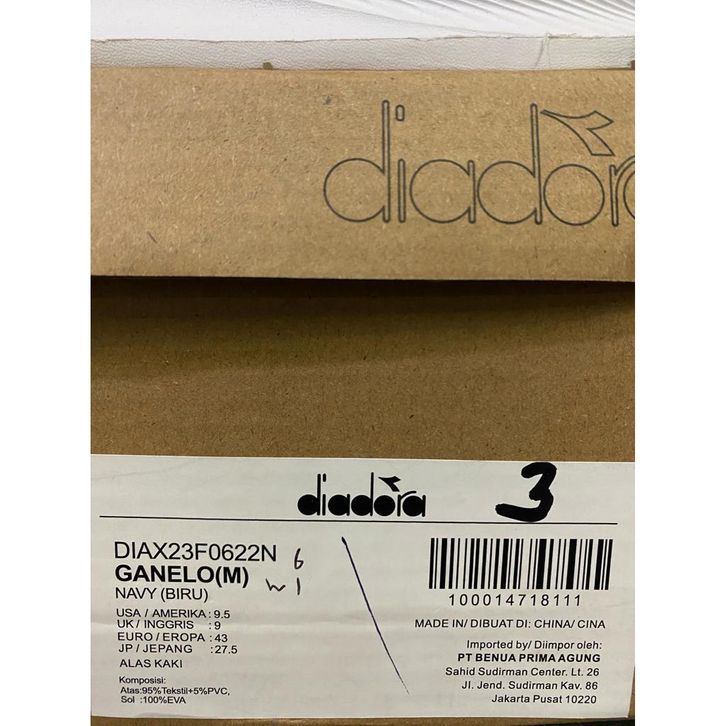 diadora
diadora
3
DIAX23F0622N 6
GANELO(M) w1
NAVY (BIRU)
USA / AMERIKA : 9.5
UK / INGGRIS : 9
EURO / EROPA : 43
JP / JEPANG : 27.5
ALAS KAKI
Komposisi:
Atas:95%Tekstil+5%PVC,
Sol :100%EVA
100014718111
MADE IN/ DIBUAT DI: CHINA/ CINA
Imported by/ Diimpor oleh:
PT BENUA PRIMA AGUNG
Sahid Sudirman Center. Lt. 26
Jl. Jend. Sudirman Kav. 86
Jakarta Pusat 10220